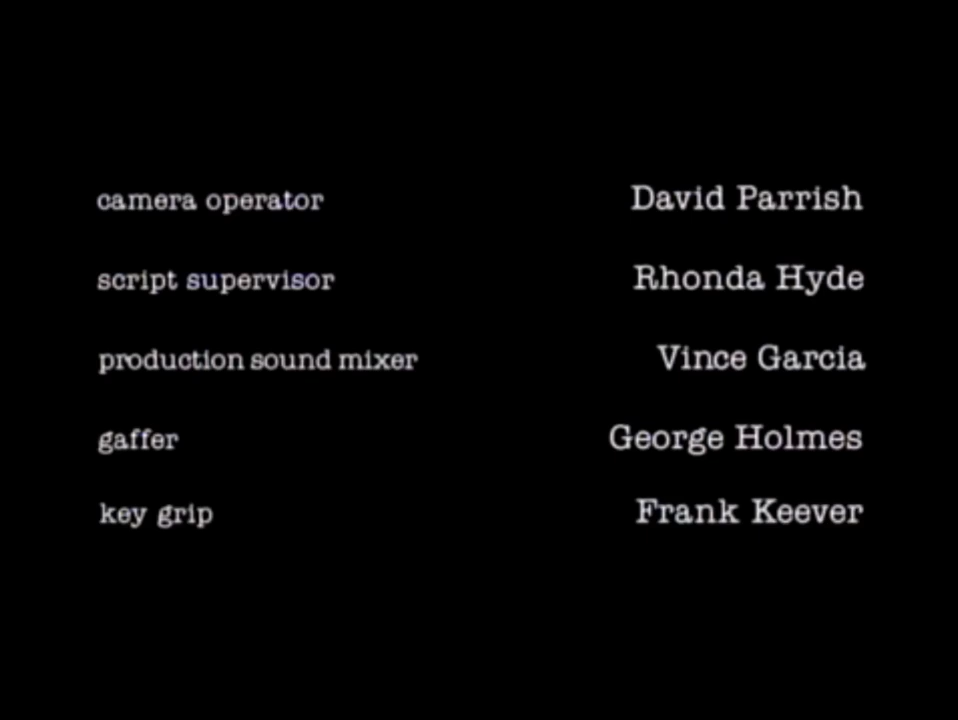 camera operator David Parrish
script supervisor Rhonda Hyde
production sound mixer Vince Garcia
gaffer George Holmes
key grip Frank Keever